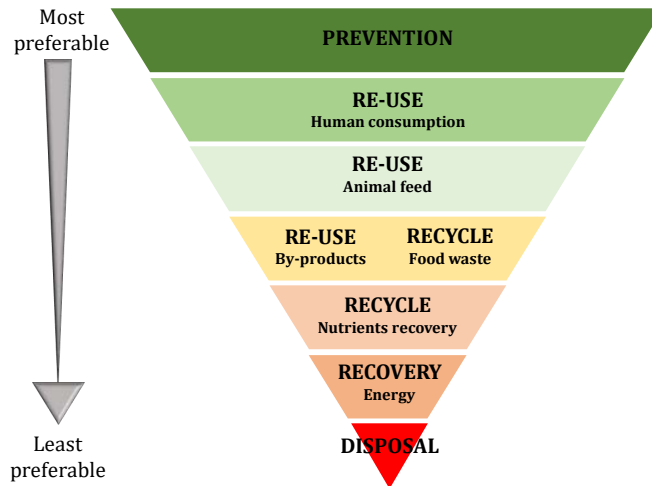 Most
preferable
PREVENTION
RE-USE
Human consumption
RE-USE
Animal feed
RE-USE
By-products
RECYCLE
Food waste
RECYCLE
Nutrients recovery
RECOVERY
Energy
DISPOSAL
Least
preferable